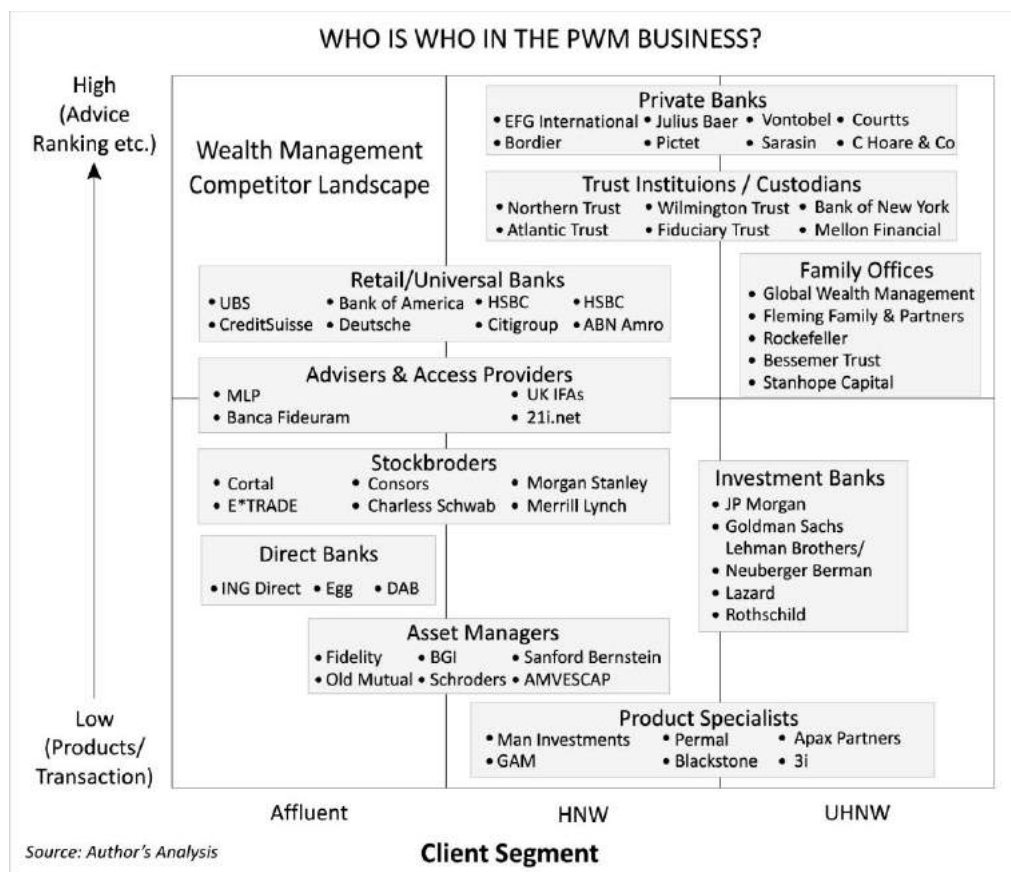 WHO IS WHO IN THE PWM BUSINESS?
High
(Advice
Ranking etc.)
Wealth Management
Competitor Landscape
Private Banks
• EFG International • Julius Baer • Vontobel • Courtts
• Bordier • Pictet • Sarasin • C Hoare & Co
Trust Instituions / Custodians
• Northern Trust • Wilmington Trust • Bank of New York
• Atlantic Trust • Fiduciary Trust • Mellon Financial
Retail/Universal Banks
• UBS • Bank of America • HSBC • HSBC
• CreditSuisse • Deutsche • Citigroup • ABN Amro
Family Offices
• Global Wealth Management
• Fleming Family & Partners
• Rockefeller
• Bessemer Trust
• Stanhope Capital
Advisers & Access Providers
• MLP • UK IFAs
• Banca Fideuram • 21i.net
Stockbroders
• Cortal • Consors • Morgan Stanley
• E*TRADE • Charless Schwab • Merrill Lynch
Investment Banks
• JP Morgan
• Goldman Sachs
Lehman Brothers/
• Neuberger Berman
• Lazard
• Rothschild
Direct Banks
• ING Direct • Egg • DAB
Asset Managers
• Fidelity • BGI • Sanford Bernstein
• Old Mutual • Schroders • AMVESCAP
Product Specialists
• Man Investments • Permal • Apax Partners
• GAM • Blackstone • 3i
Low
(Products/
Transaction)
Affluent HNW UHNW
Source: Author's Analysis
Client Segment